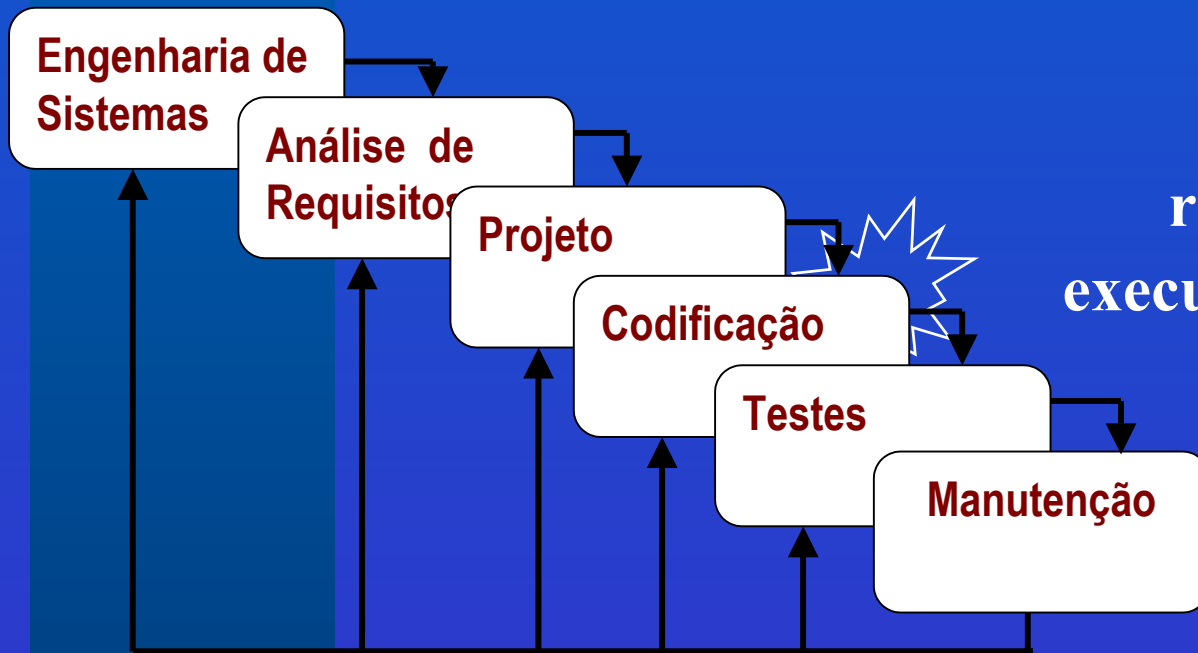 Engenharia de
Sistemas
Análise de
Requisitos
Projeto
Codificação
Testes
Manutenção